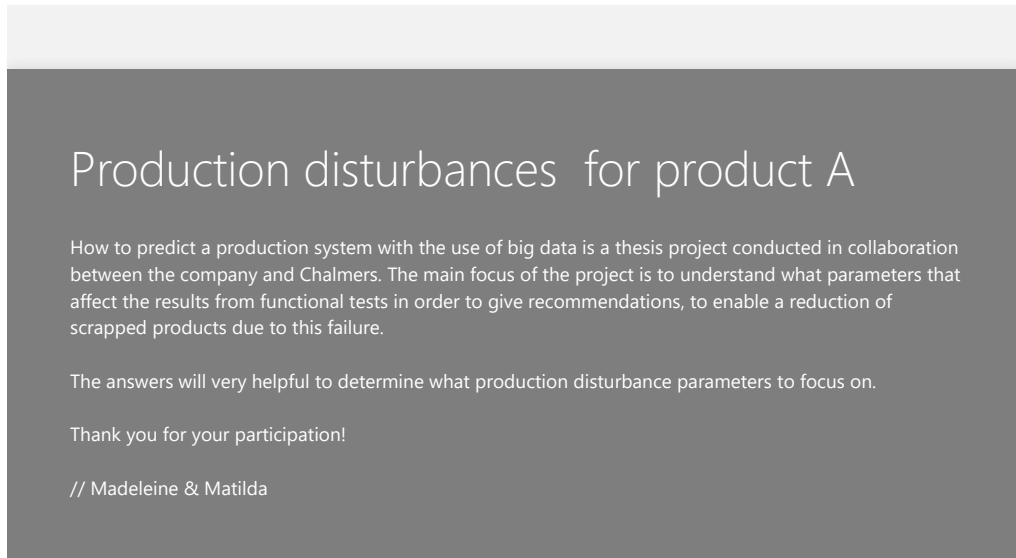 Production disturbances  for product A
How to predict a production system with the use of big data is a thesis project conducted in collaboration
between the company and Chalmers. The main focus of the project is to understand what parameters that
affect the results from functional tests in order to give recommendations, to enable a reduction of
scrapped products due to this failure.
The answers will very helpful to determine what production disturbance parameters to focus on.
Thank you for your participation!
// Madeleine & Matilda